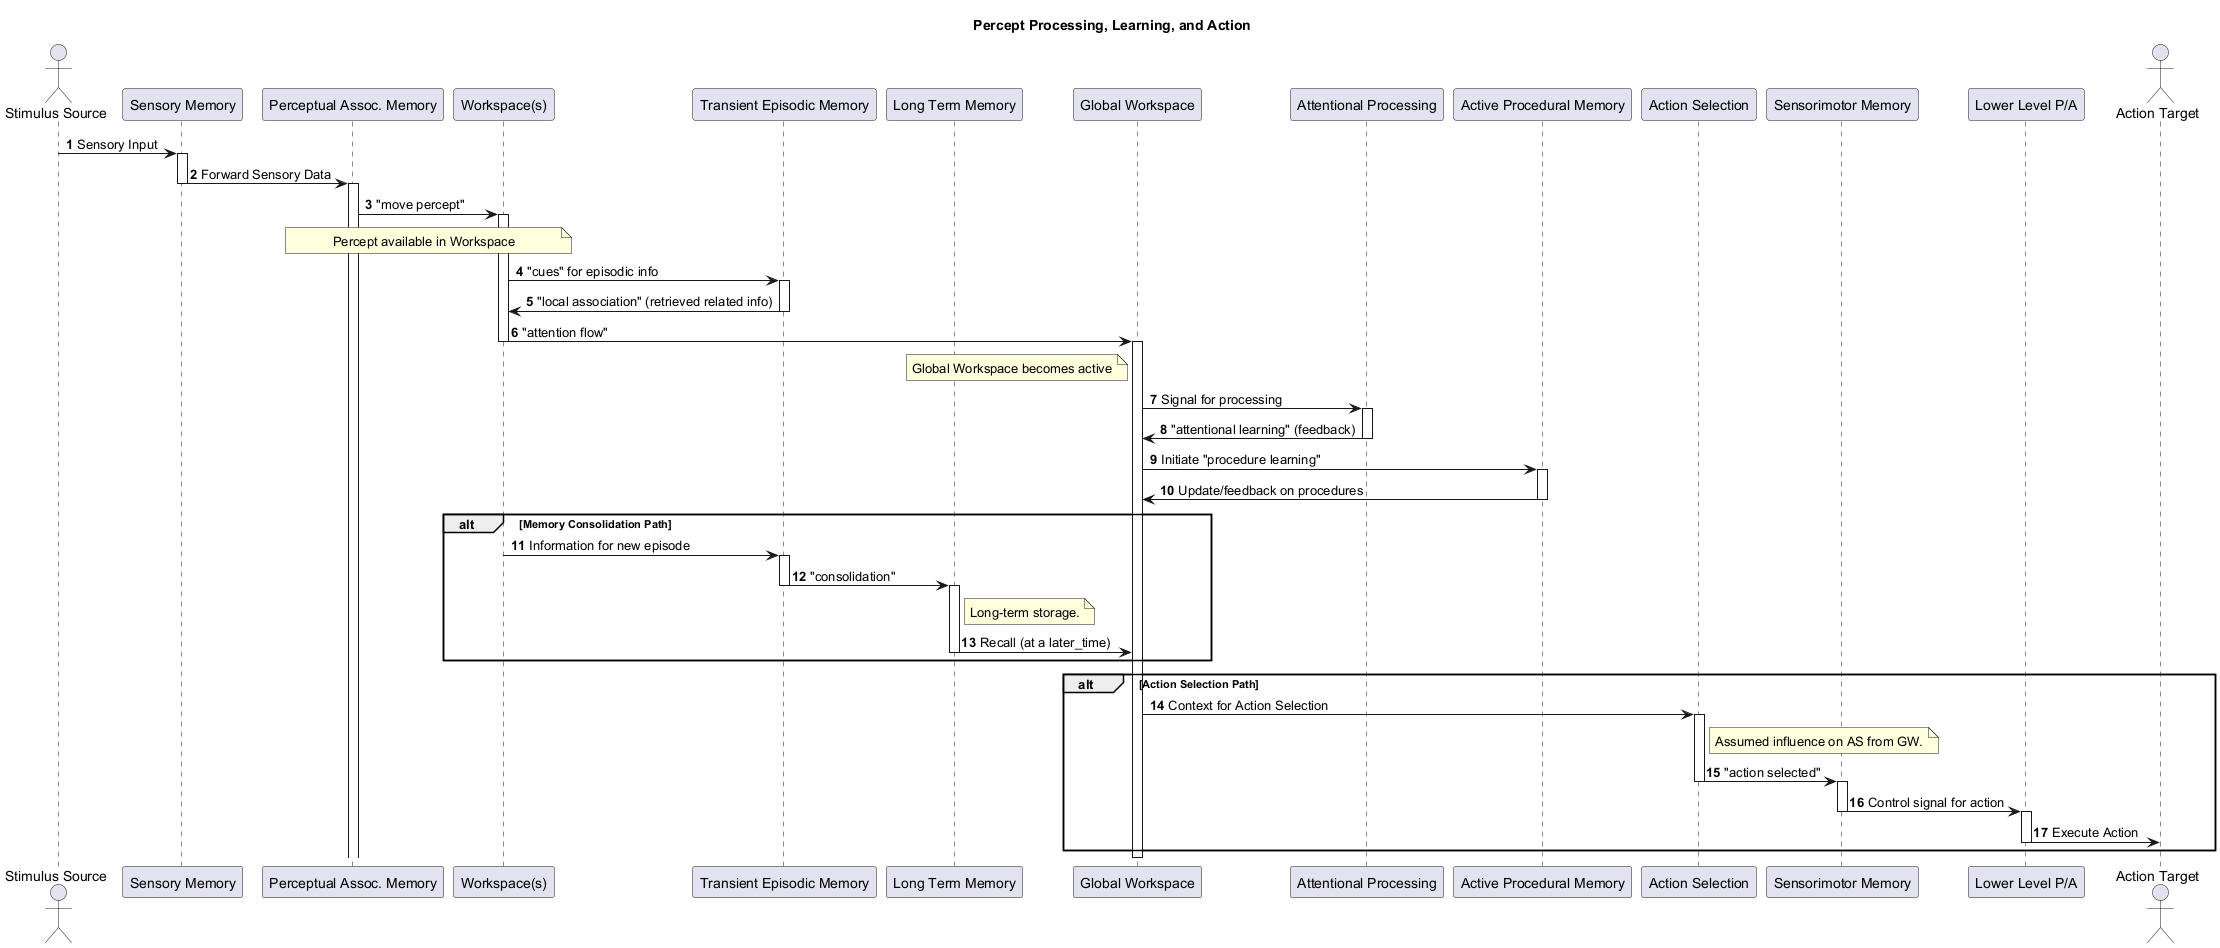 Percept Processing, Learning, and Action
Stimulus Source
Sensory Memory
Perceptual Assoc. Memory
Workspace(s)
Transient Episodic Memory
Long Term Memory
Global Workspace
Attentional Processing
Active Procedural Memory
Action Selection
Sensorimotor Memory
Lower Level P/A
Action Target
1 Sensory Input
2 Forward Sensory Data
3 "move percept"
Percept available in Workspace
4 "cues" for episodic info
5 "local association" (retrieved related info)
6 "attention flow"
Global Workspace becomes active
7 Signal for processing
8 "attentional learning" (feedback)
9 Initiate "procedure learning"
10 Update/feedback on procedures
alt [Memory Consolidation Path]
11 Information for new episode
12 "consolidation"
Long-term storage.
13 Recall (at a later_time)
alt [Action Selection Path]
14 Context for Action Selection
Assumed influence on AS from GW.
15 "action selected"
16 Control signal for action
17 Execute Action
Stimulus Source
Sensory Memory
Perceptual Assoc. Memory
Workspace(s)
Transient Episodic Memory
Long Term Memory
Global Workspace
Attentional Processing
Active Procedural Memory
Action Selection
Sensorimotor Memory
Lower Level P/A
Action Target